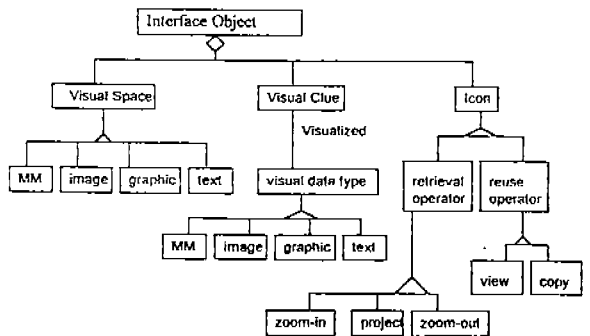 Interface Object
Visual Space
Visual Clue
Icon
Visualized
MM
image
graphic
text
visual data type
retrieval
operator
reuse
operator
MM
image
graphic
text
view
copy
zoom-in
project
zoom-out